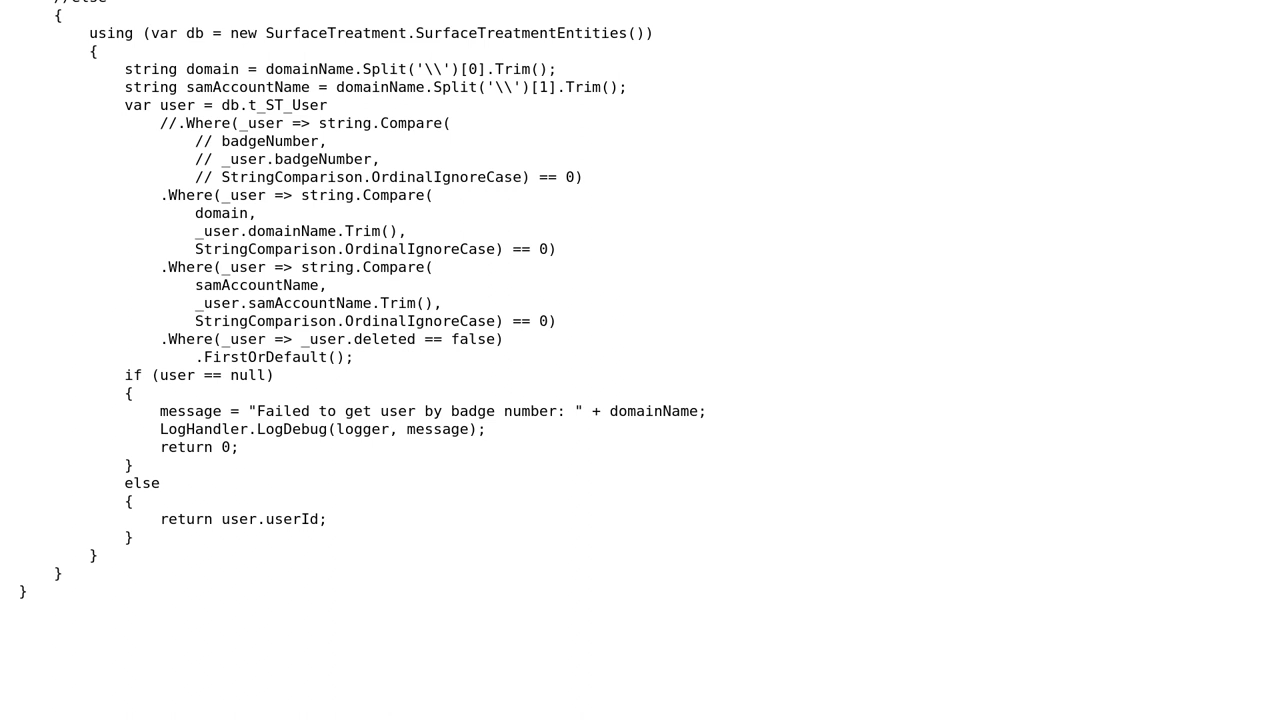 //else
{
using (var db = new SurfaceTreatment.SurfaceTreatmentEntities())
{
string domain = domainName.Split('\\')[0].Trim();
string samAccountName = domainName.Split('\\')[1].Trim();
var user = db.t_ST_User
//.Where(_user => string.Compare(
// badgeNumber,
// _user.badgeNumber,
// StringComparison.OrdinalIgnoreCase) == 0)
.Where(_user => string.Compare(
domain,
_user.domainName.Trim(),
StringComparison.OrdinalIgnoreCase) == 0)
.Where(_user => string.Compare(
samAccountName,
_user.samAccountName.Trim(),
StringComparison.OrdinalIgnoreCase) == 0)
.Where(_user => _user.deleted == false)
.FirstOrDefault();
if (user == null)
{
message = "Failed to get user by badge number: " + domainName;
LogHandler.LogDebug(logger, message);
return 0;
}
else
{
return user.userId;
}
}
}
}